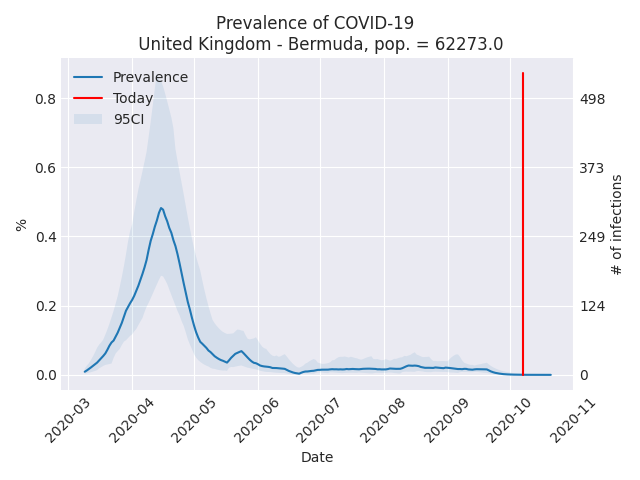 Prevalence of COVID-19
United Kingdom - Bermuda, pop. = 62273.0
Prevalence
Today
95CI
0.8
0.6
0.4
0.2
0.0
%
498
373
249
124
0
# of infections
2020-03
2020-04
2020-05
2020-06
2020-07
2020-08
2020-09
2020-10
2020-11
Date